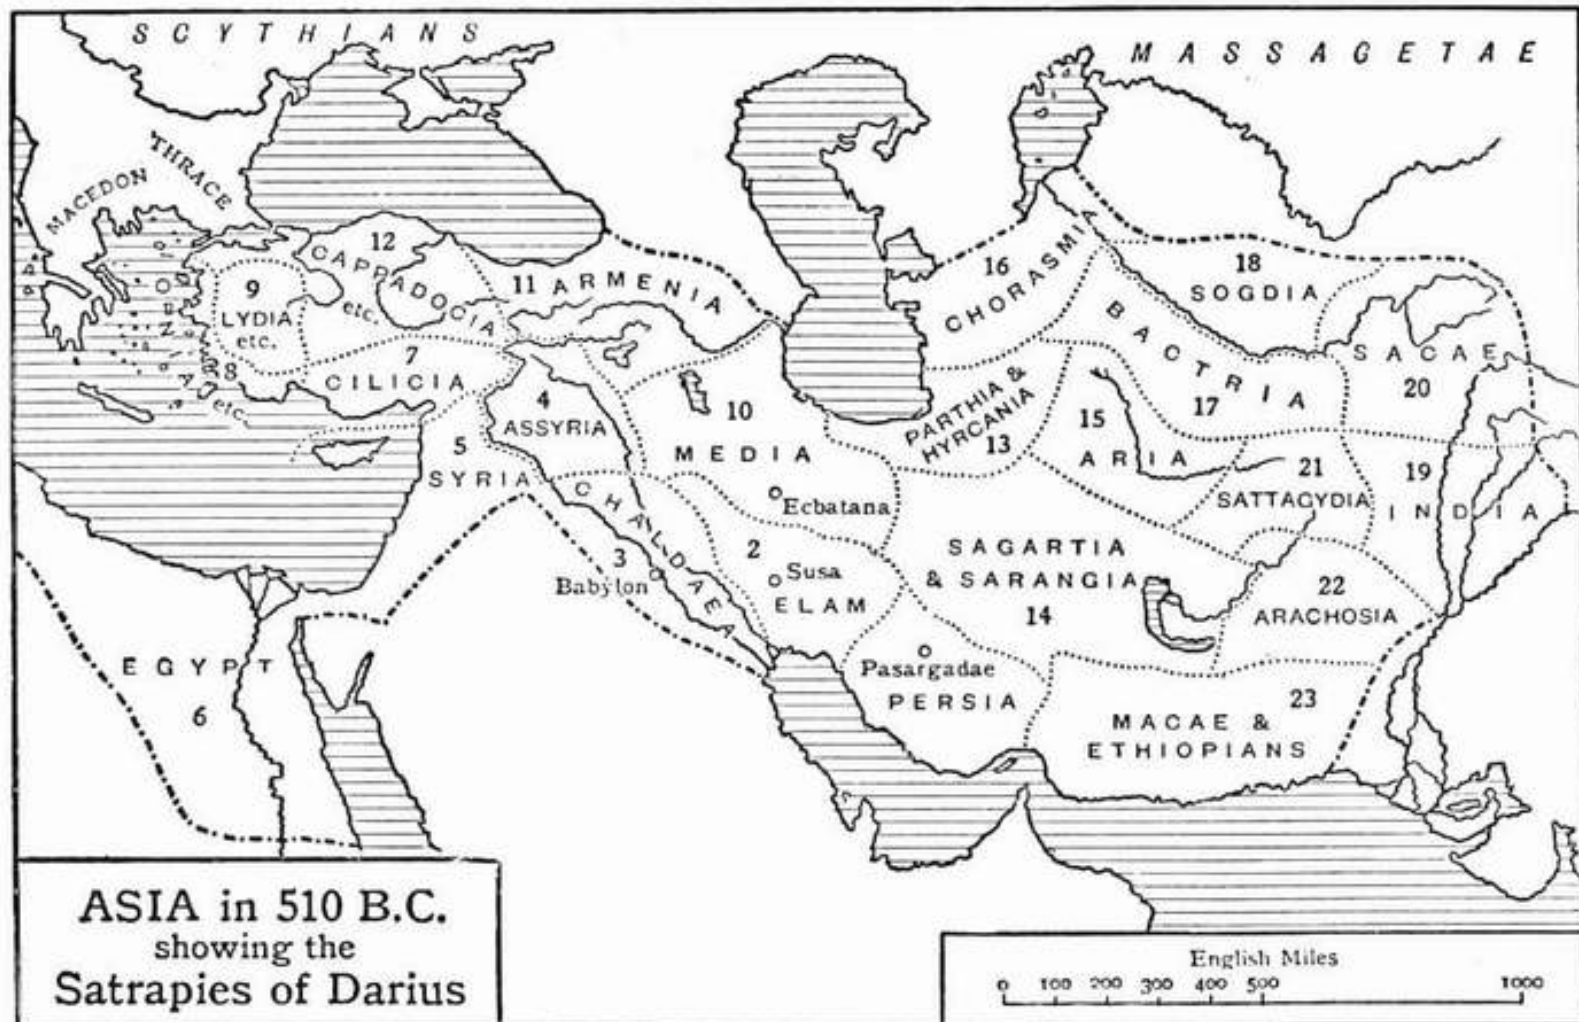 SCYTHIANS
MASSAGETAE
THRACE
MACEDON
12
CAPPADOCIA
etc.
11 ARMENIA
16
CHORASMIA
18
SOGDIA
9
LYDIA
etc.
IONIA
8
etc.
7
CILICIA
BACTRIA
17
SACAE
20
4
ASSYRIA
5
SYRIA
10
MEDIA
Ecbatana
PARTHIA &
HYRCANIA
13
15
ARIA
21
SATTAGYDIA
19
INDIA
CHALDAEA
3
Babylon
2
Susa
ELAM
SAGARTIA
& SARANGIA
14
22
ARACHOSIA
EGYPT
6
Pasargadae
PERSIA
23
MACAE &
ETHIOPIANS
ASIA in 510 B.C.
showing the
Satrapies of Darius
English Miles
0 100 200 300 400 500 1000